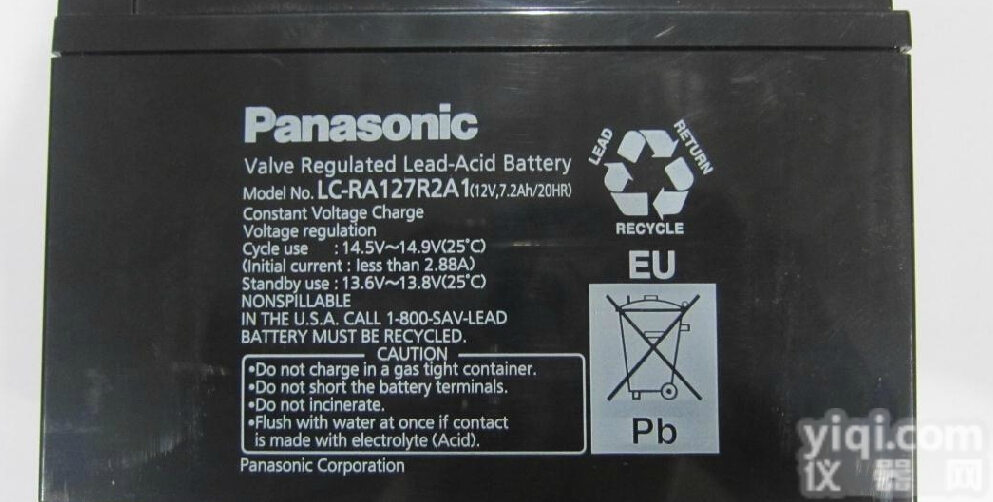 Panasonic
Valve Regulated Lead-Acid Battery
Model No. LC-RA127R2A1(12V,7.2Ah/20HR)
Constant Voltage Charge
Voltage regulation
Cycle use : 14.5V~14.9V(25°C)
(Initial current : less than 2.88A)
Standby use : 13.6V~13.8V(25°C)
NONSPILLABLE
IN THE U.S.A. CALL 1-800-SAV-LEAD
BATTERY MUST BE RECYCLED.
CAUTION
•Do not charge in a gas tight container.
•Do not short the battery terminals.
•Do not incinerate.
•Flush with water at once if contact
is made with electrolyte (Acid).
Panasonic Corporation
LEAD
RETURN
RECYCLE
EU
Pb
yiqi.com
仪器网